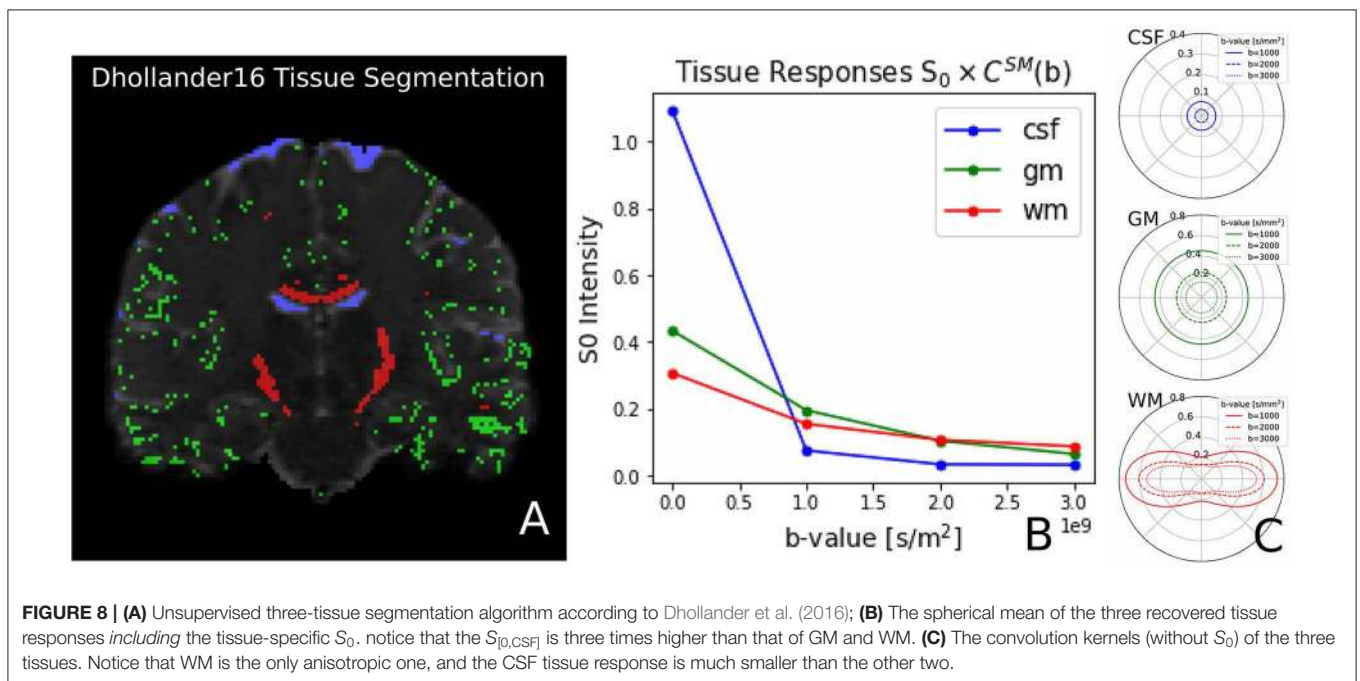 Dhollander16 Tissue Segmentation
A
Tissue Responses S₀ × C^SM(b)
csf
gm
wm
S0 Intensity
1.0
0.8
0.6
0.4
0.2
0.0
0.0 0.5 1.0 1.5 2.0 2.5 3.0
1e9
b-value [s/m²]
B
CSF
0.4
0.3
0.2
0.1
b-value [s/mm²]
b=1000
b=2000
b=3000
GM
0.8
0.6
0.4
0.2
b-value [s/mm²]
b=1000
b=2000
b=3000
WM
0.8
0.6
0.4
0.2
b-value [s/mm²]
b=1000
b=2000
b=3000
C
FIGURE 8 | (A) Unsupervised three-tissue segmentation algorithm according to Dhollander et al. (2016); (B) The spherical mean of the three recovered tissue
responses including the tissue-specific S₀. notice that the S[0,CSF] is three times higher than that of GM and WM. (C) The convolution kernels (without S₀) of the three
tissues. Notice that WM is the only anisotropic one, and the CSF tissue response is much smaller than the other two.